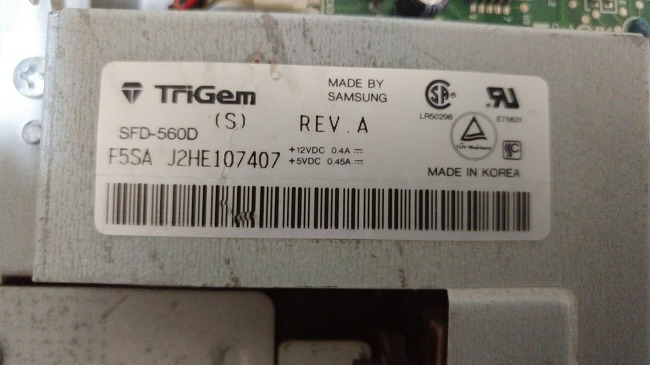 TriGem
MADE BY
SAMSUNG
LR50298
E75631
(S)
REV.A
SFD-560D
F5SA J2HE107407
+12VDC 0.4A
+5VDC 0.45A
MADE IN KOREA